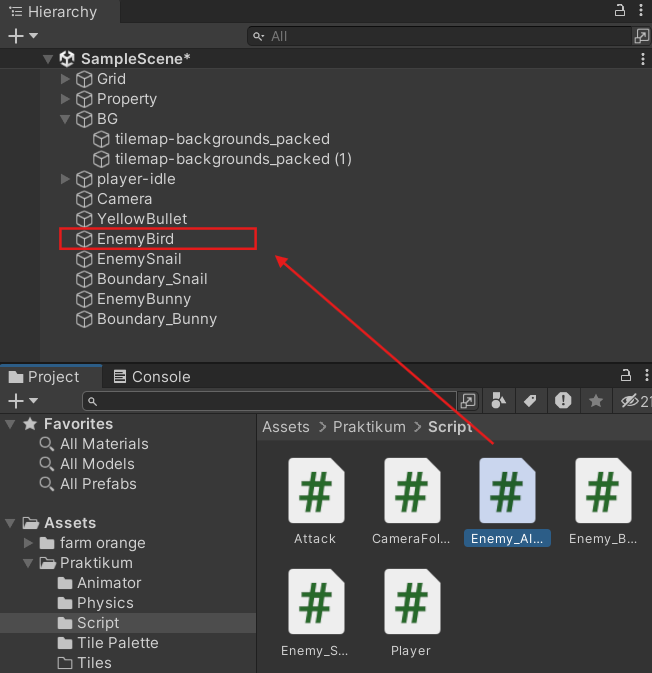 Hierarchy
All
SampleScene*
Grid
Property
BG
tilemap-backgrounds_packed
tilemap-backgrounds_packed (1)
player-idle
Camera
YellowBullet
EnemyBird
EnemySnail
Boundary_Snail
EnemyBunny
Boundary_Bunny
Project
Console
21
Favorites
All Materials
All Models
All Prefabs
Assets
farm orange
Praktikum
Animator
Physics
Script
Tile Palette
Tiles
Assets > Praktikum > Script
Attack
CameraFol...
Enemy_AI...
Enemy_B...
Enemy_S...
Player